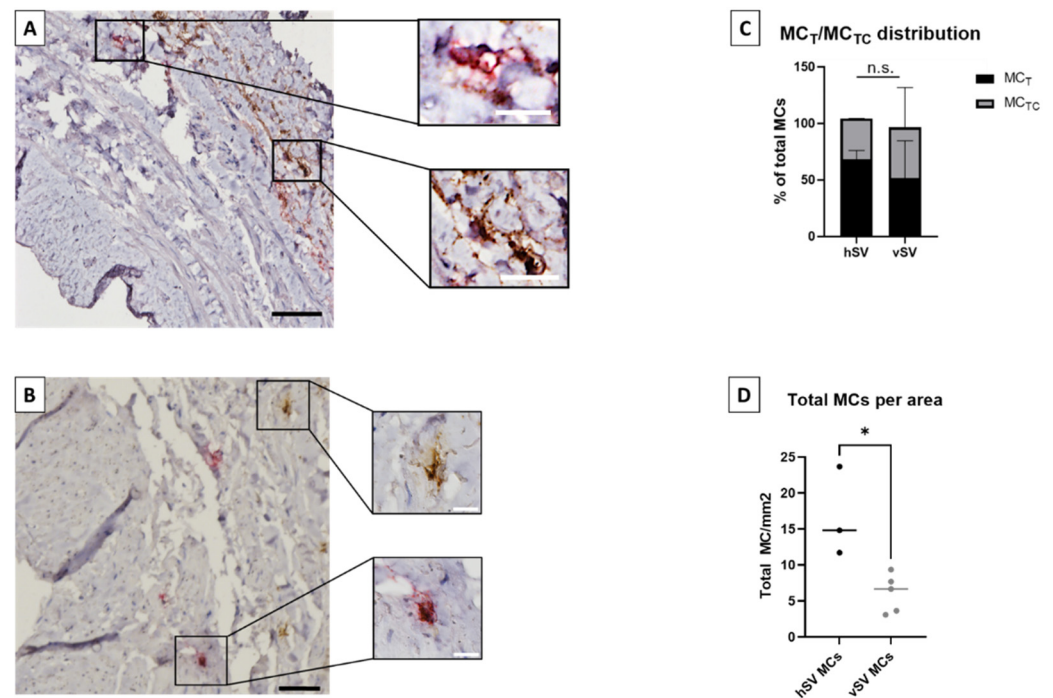 A
B
C
MCT/MCTC distribution
150
100
50
0
% of total MCs
n.s.
hSV
vSV
MCT
MCTC
D
Total MCs per area
*
25
20
15
10
5
0
Total MC/mm2
hSV MCs
vSV MCs